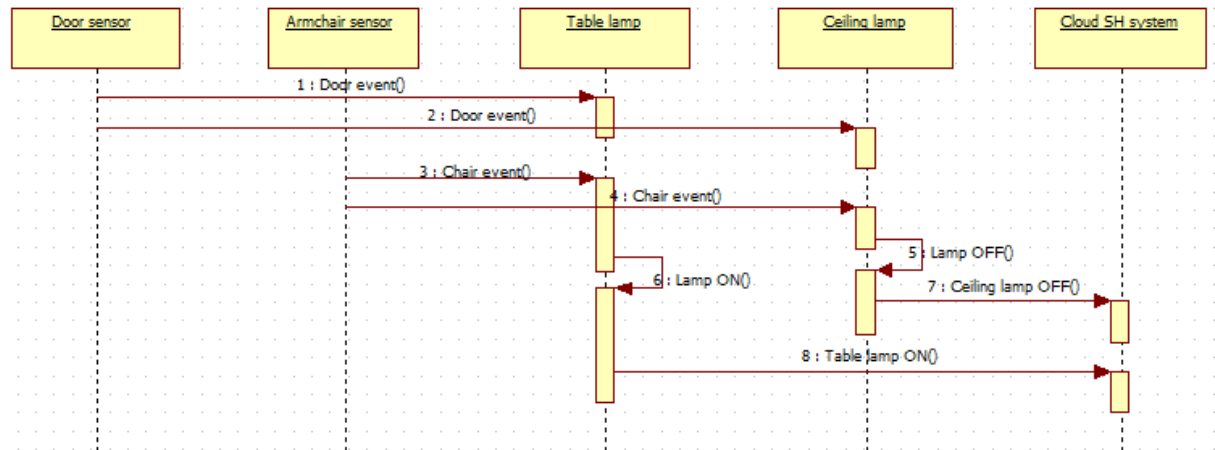 Door sensor
Armchair sensor
Table lamp
Ceiling lamp
Cloud SH system
1 : Door event()
2 : Door event()
3 : Chair event()
4 : Chair event()
5 : Lamp OFF()
6 : Lamp ON()
7 : Ceiling lamp OFF()
8 : Table lamp ON()